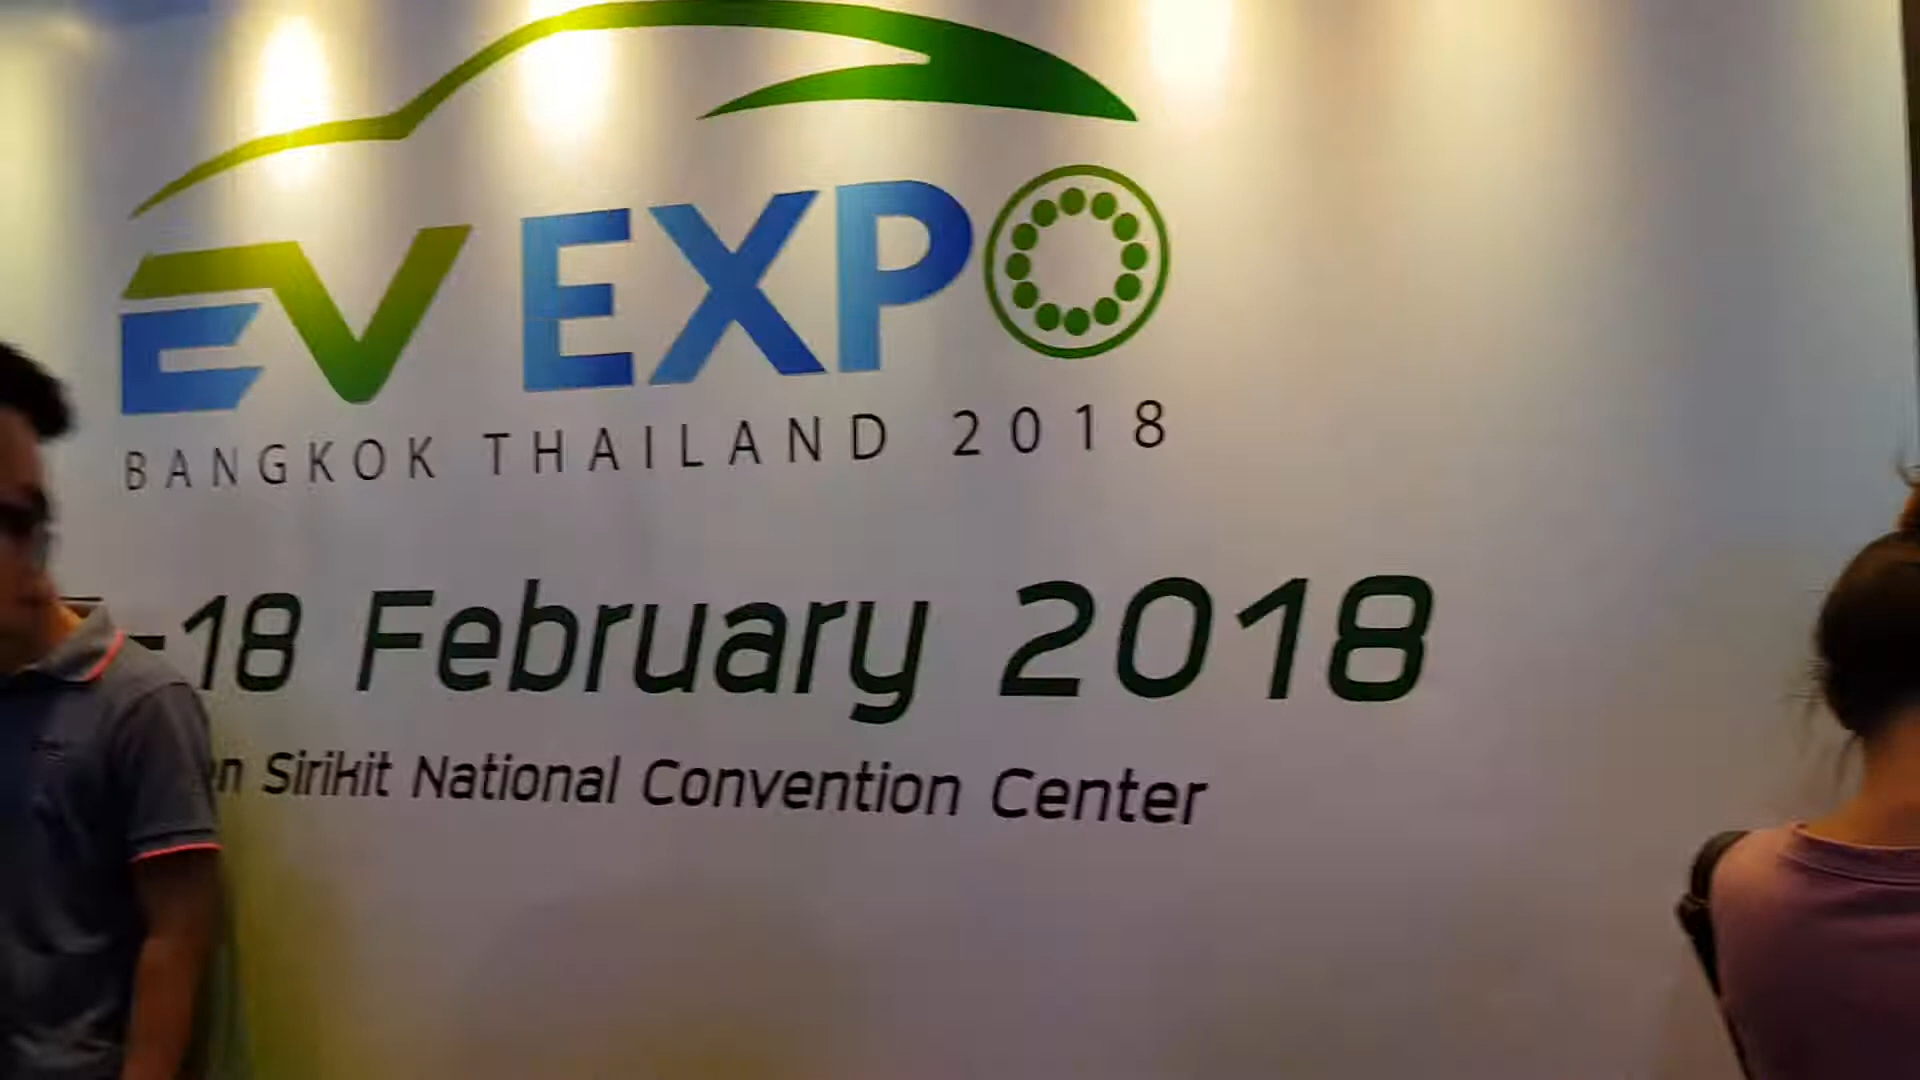 EV EXPO
BANGKOK THAILAND 2018
-18 February 2018
Sirikit National Convention Center